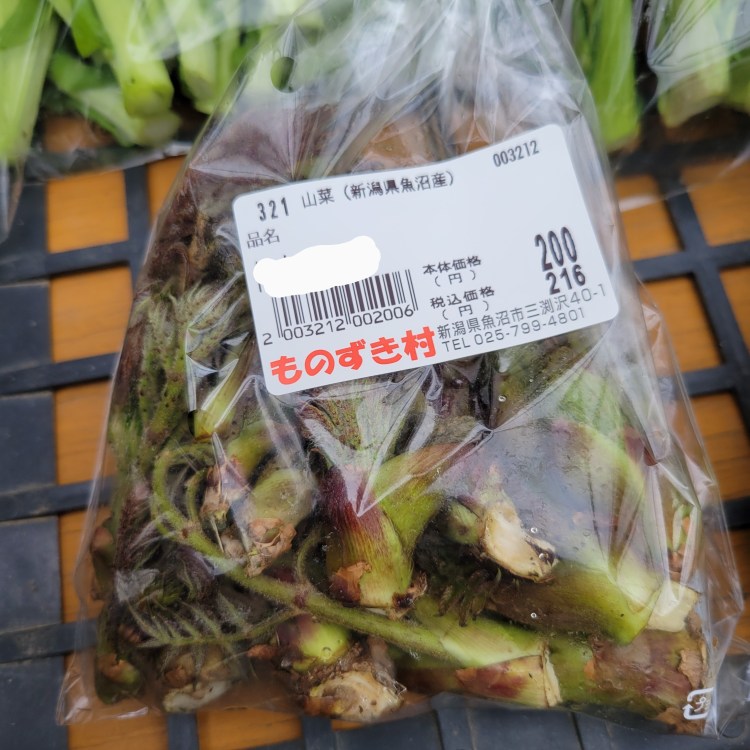 321 山菜(新潟県魚沼産) 003212
品名
本体価格
(円) 200
税込価格
(円) 216
2 003212 002006
ものずき村 新潟県魚沼市三渕沢40-1
TEL 025-799-4801
プラ